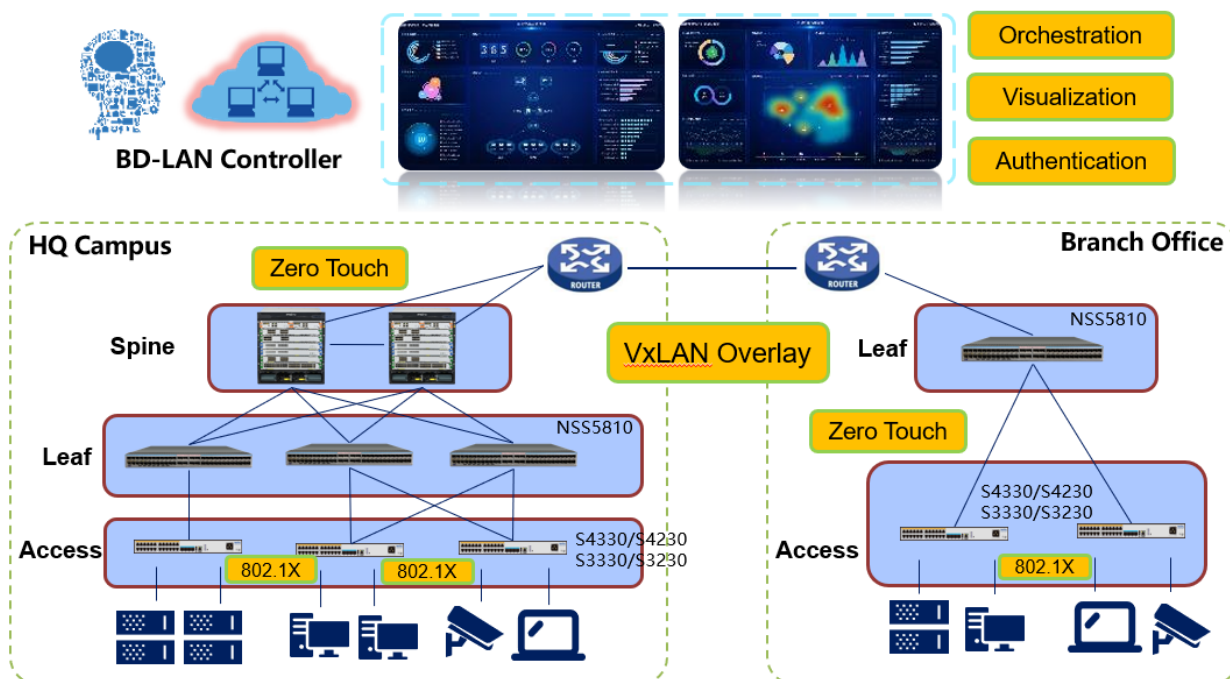 BD-LAN Controller
365
Orchestration
Visualization
Authentication
HQ Campus
Zero Touch
ROUTER
ROUTER
Branch Office
Spine
VxLAN Overlay
Leaf
NSS5810
Leaf
NSS5810
Zero Touch
Access
S4330/S4230
S3330/S3230
802.1X
802.1X
Access
S4330/S4230
S3330/S3230
802.1X